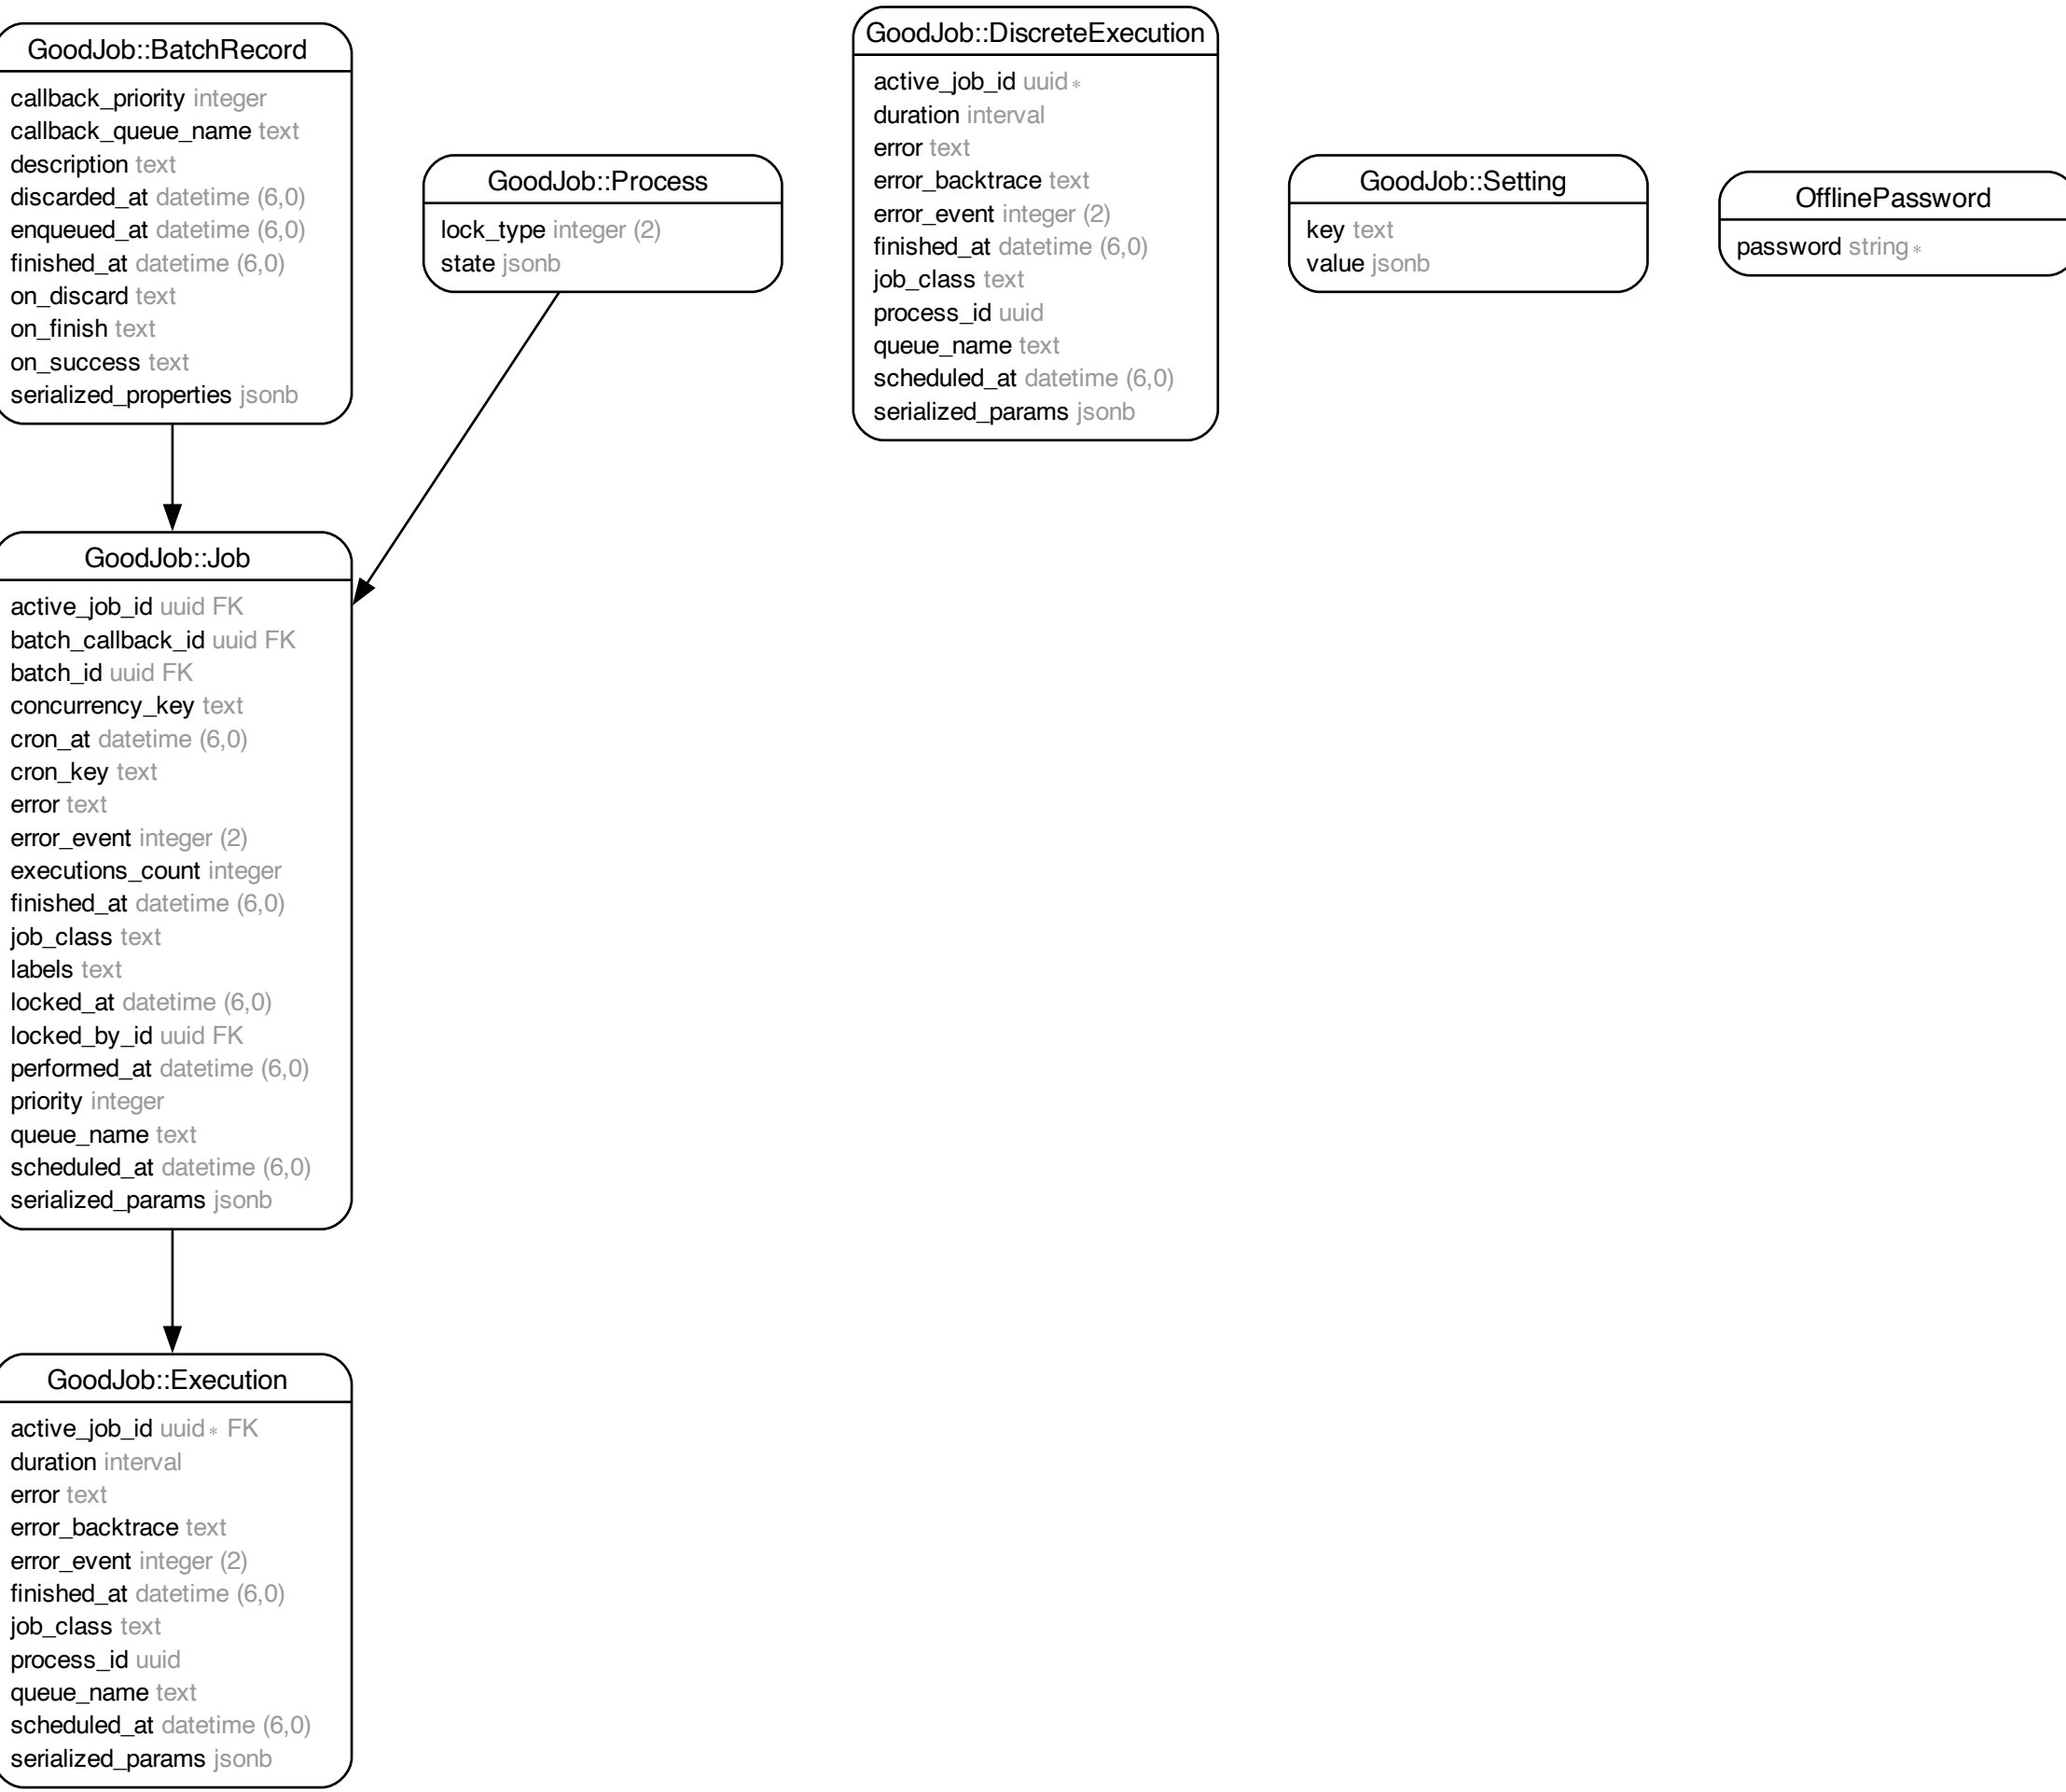 GoodJob::BatchRecord
callback_priority integer
callback_queue_name text
description text
discarded_at datetime (6,0)
enqueued_at datetime (6,0)
finished_at datetime (6,0)
on_discard text
on_finish text
on_success text
serialized_properties jsonb
GoodJob::Process
lock_type integer (2)
state jsonb
GoodJob::DiscreteExecution
active_job_id uuid *
duration interval
error text
error_backtrace text
error_event integer (2)
finished_at datetime (6,0)
job_class text
process_id uuid
queue_name text
scheduled_at datetime (6,0)
serialized_params jsonb
GoodJob::Setting
key text
value jsonb
OfflinePassword
password string *
GoodJob::Job
active_job_id uuid FK
batch_callback_id uuid FK
batch_id uuid FK
concurrency_key text
cron_at datetime (6,0)
cron_key text
error text
error_event integer (2)
executions_count integer
finished_at datetime (6,0)
job_class text
labels text
locked_at datetime (6,0)
locked_by_id uuid FK
performed_at datetime (6,0)
priority integer
queue_name text
scheduled_at datetime (6,0)
serialized_params jsonb
GoodJob::Execution
active_job_id uuid * FK
duration interval
error text
error_backtrace text
error_event integer (2)
finished_at datetime (6,0)
job_class text
process_id uuid
queue_name text
scheduled_at datetime (6,0)
serialized_params jsonb